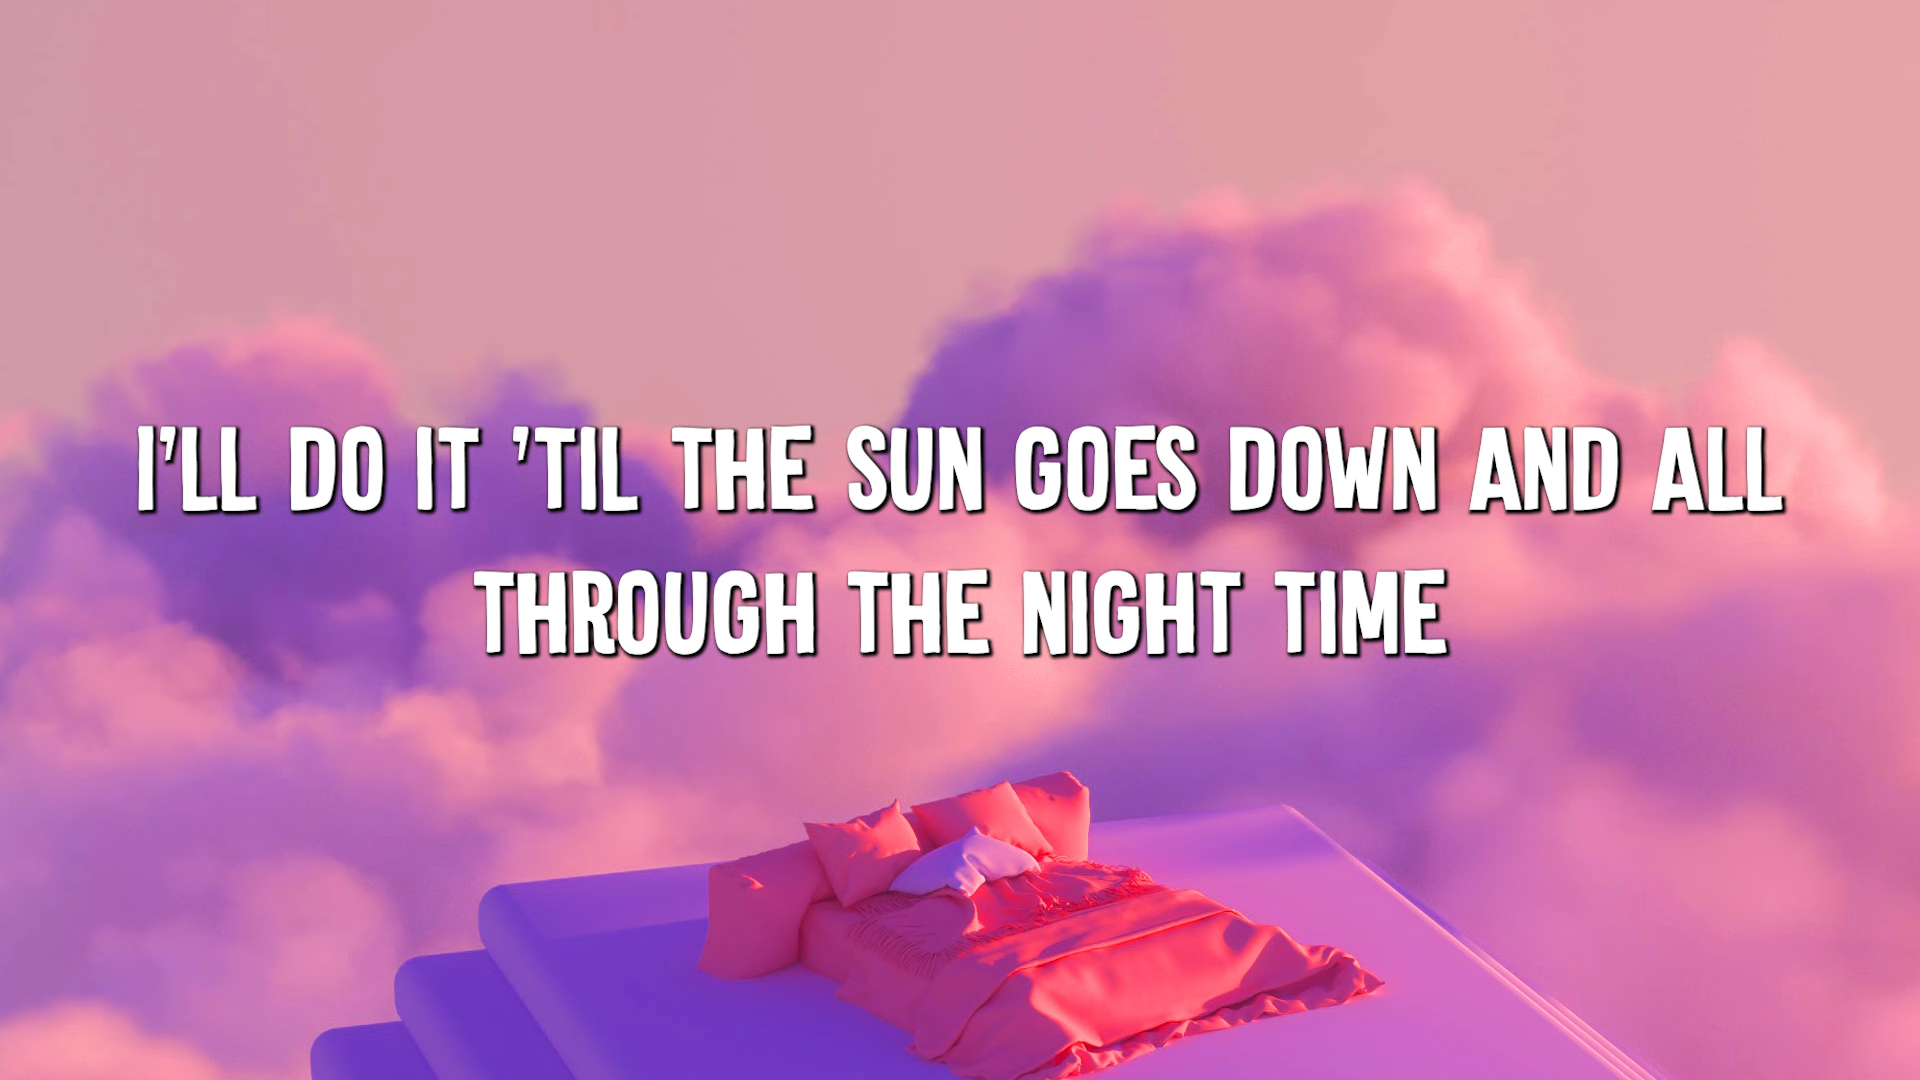 I'LL DO IT 'TIL THE SUN GOES DOWN AND ALL
THROUGH THE NIGHT TIME